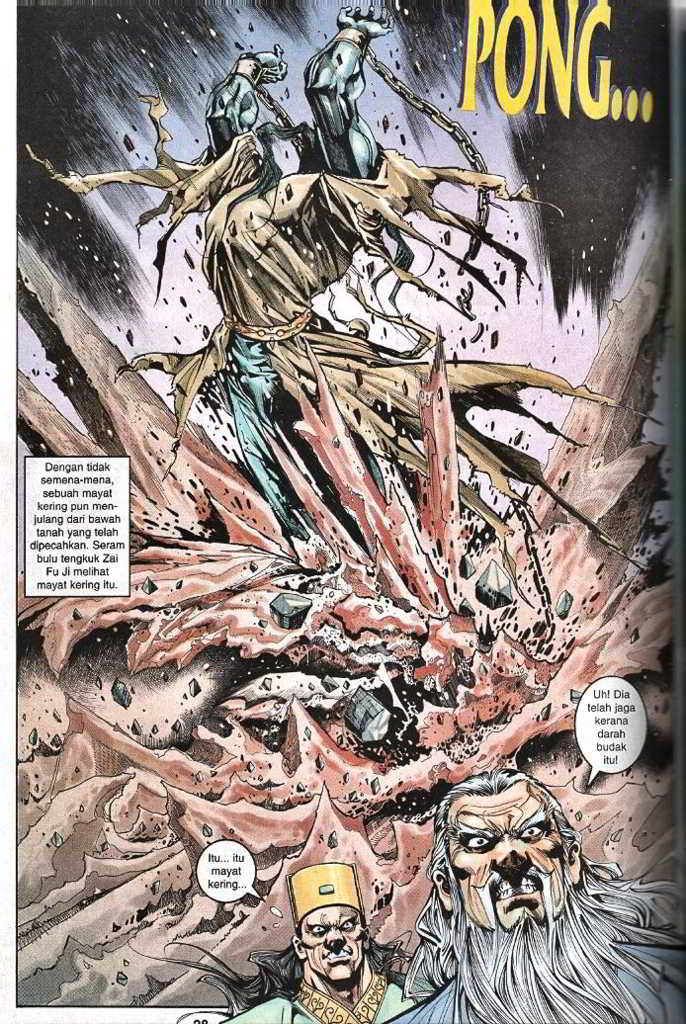 PONG...
Dengan tidak
semena-mena,
sebuah mayat
kering pun men-
julang dari bawah
tanah yang telah
dipecahkan. Seram
bulu tengkuk Zai
Fu Ji melihat
mayat kering itu.
Uh! Dia
telah jaga
kerana
darah
budak
itu!
Itu... itu
mayat
kering...
28